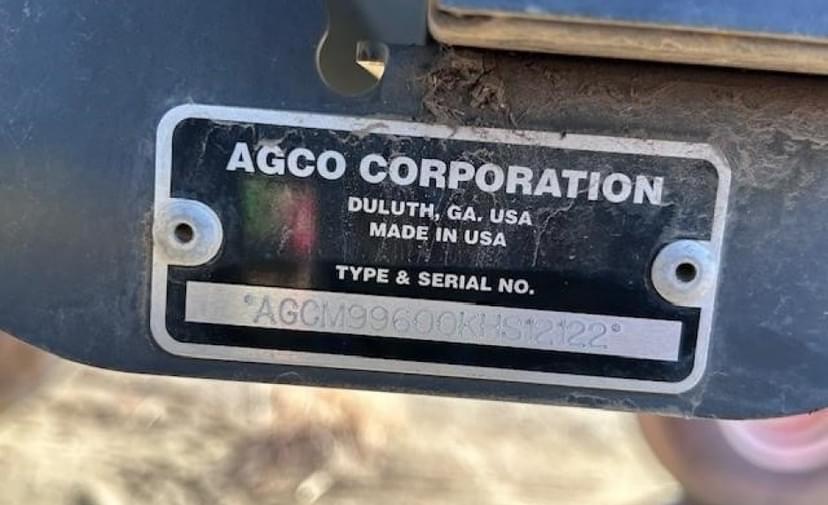 AGCO CORPORATION
DULUTH, GA. USA
MADE IN USA
TYPE & SERIAL NO.
*AGCM99600KHS12122*